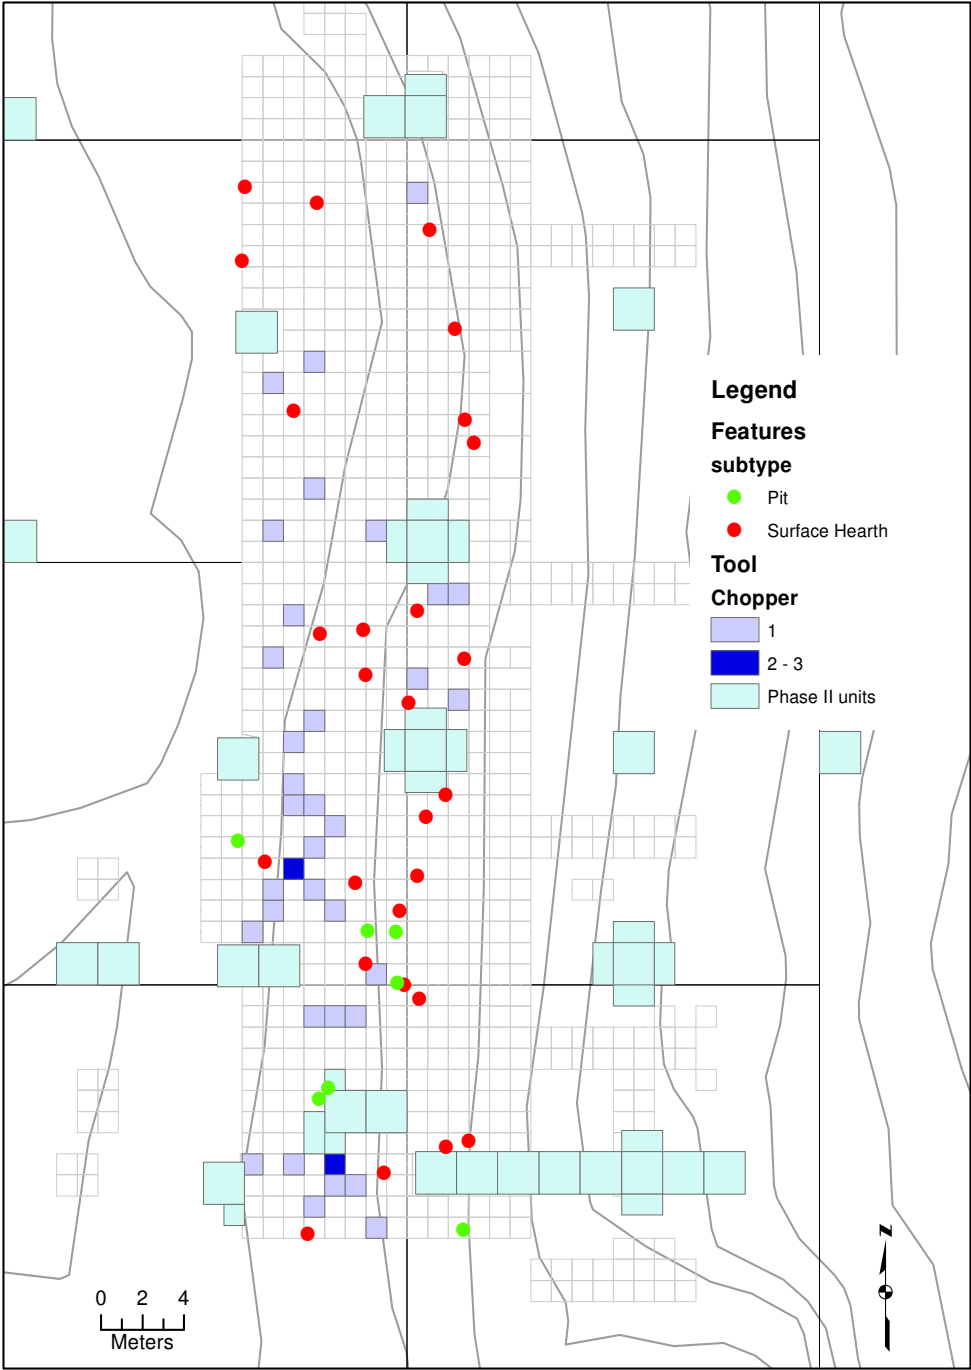 Legend
Features
subtype
Pit
Surface Hearth
Tool
Chopper
1
2 - 3
Phase II units
N
0 2 4
Meters